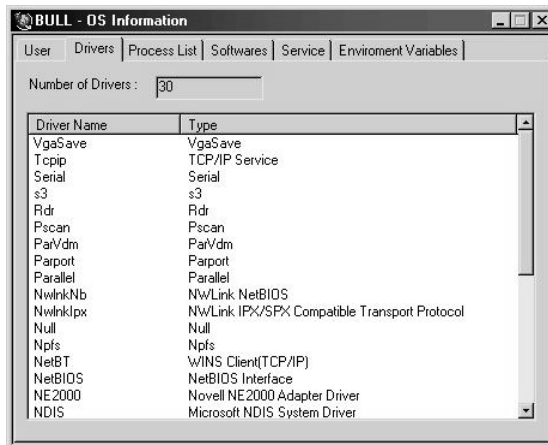 BULL - OS Information
User Drivers Process List Softwares Service Enviroment Variables
Number of Drivers : 30
Driver Name Type
VgaSave VgaSave
Tcpip TCP/IP Service
Serial Serial
s3 s3
Rdr Rdr
Pscan Pscan
ParVdm ParVdm
Parport Parport
Parallel Parallel
NwlnkNb NWLink NetBIOS
NwlnkIpx NWLink IPX/SPX Compatible Transport Protocol
Null Null
Npfs Npfs
NetBT WINS Client(TCP/IP)
NetBIOS NetBIOS Interface
NE2000 Novell NE2000 Adapter Driver
NDIS Microsoft NDIS System Driver